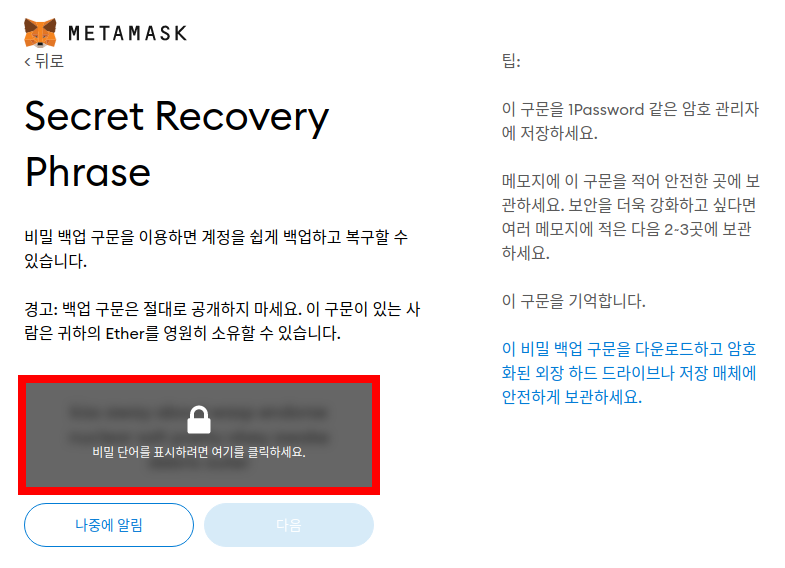 METAMASK
< 뒤로
Secret Recovery
Phrase
비밀 백업 구문을 이용하면 계정을 쉽게 백업하고 복구할 수
있습니다.
경고: 백업 구문은 절대로 공개하지 마세요. 이 구문이 있는 사
람은 귀하의 Ether를 영원히 소유할 수 있습니다.
비밀 단어를 표시하려면 여기를 클릭하세요.
나중에 알림
다음
팁:
이 구문을 1Password 같은 암호 관리자
에 저장하세요.
메모지에 이 구문을 적어 안전한 곳에 보
관하세요. 보안을 더욱 강화하고 싶다면
여러 메모지에 적은 다음 2-3곳에 보관
하세요.
이 구문을 기억합니다.
이 비밀 백업 구문을 다운로드하고 암호
화된 외장 하드 드라이브나 저장 매체에
안전하게 보관하세요.